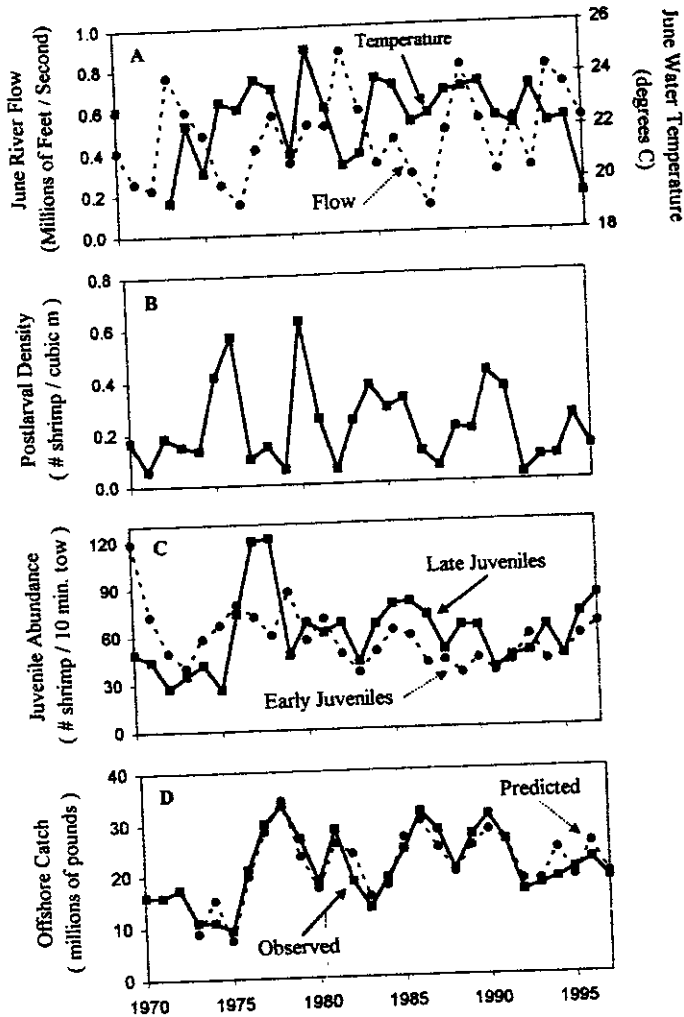 June River Flow
(Millions of Feet / Second)
1.0
0.8
0.6
0.4
0.2
0.0
A
Temperature
Flow
26
24
22
20
18
June Water Temperature
(degrees C)
Postlarval Density
( # shrimp / cubic m )
0.8
0.6
0.4
0.2
0.0
B
Juvenile Abundance
( # shrimp / 10 min. tow )
120
90
60
30
0
C
Late Juveniles
Early Juveniles
Offshore Catch
( millions of pounds )
40
30
20
10
0
D
Predicted
Observed
1970 1975 1980 1985 1990 1995